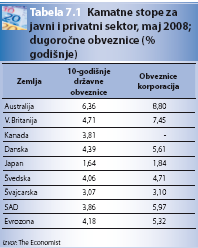 Tabela 7.1 Kamatne stope za
javni i privatni sektor, maj 2008;
dugoročne obveznice (%
godišnje)
Zemlja 10-godišnje državne obveznice Obveznice korporacija
Australija 6,36 8,80
V. Britanija 4,71 7,45
Kanada 3,81 -
Danska 4,39 5,61
Japan 1,64 1,84
Švedska 4,06 4,71
Švajcarska 3,07 3,10
SAD 3,86 5,97
Evrozona 4,18 5,32
Izvor: The Economist